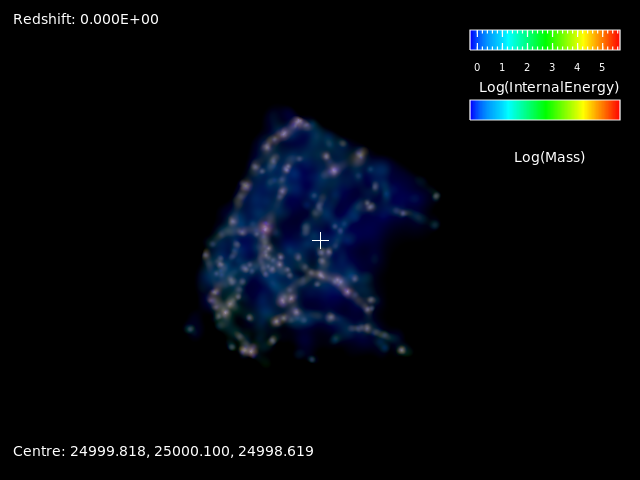 Redshift: 0.000E+00
0 1 2 3 4 5
Log(InternalEnergy)
Log(Mass)
Centre: 24999.818, 25000.100, 24998.619